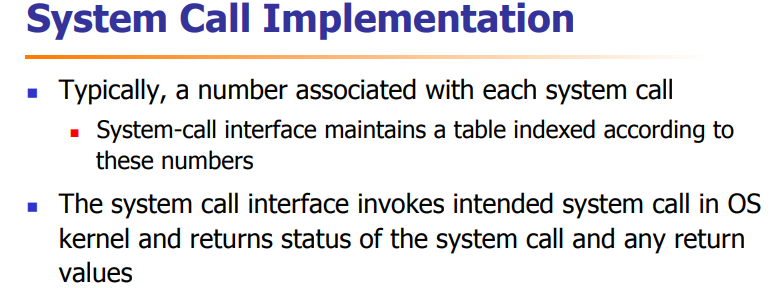 System Call Implementation
Typically, a number associated with each system call
System-call interface maintains a table indexed according to
these numbers
The system call interface invokes intended system call in OS
kernel and returns status of the system call and any return
values